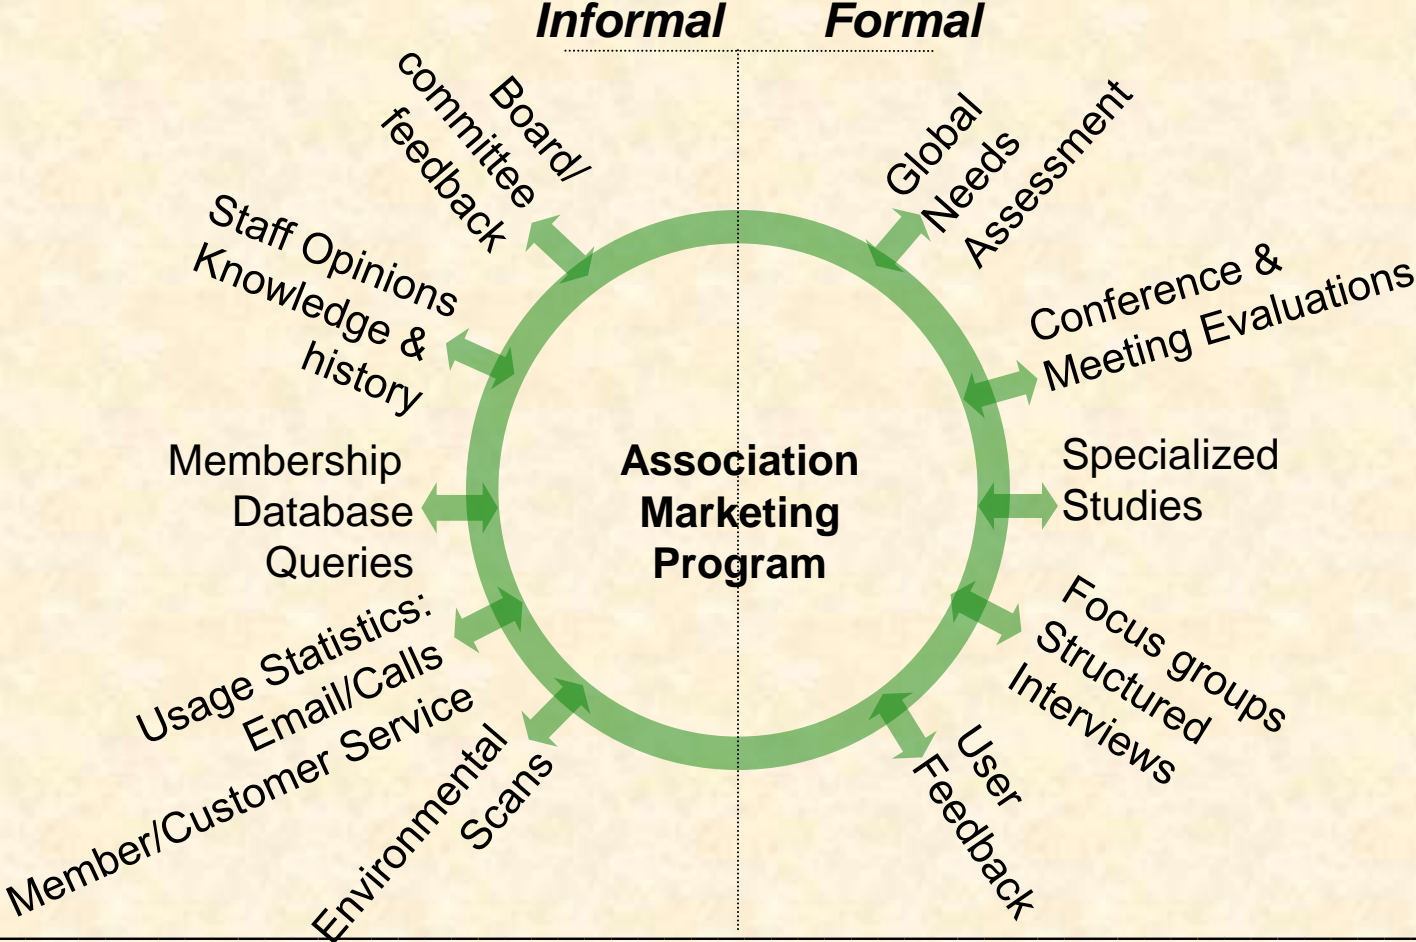 Informal
Formal
Board/
committee
feedback
Staff Opinions
Knowledge &
history
Membership
Database
Queries
Usage Statistics:
Email/Calls
Member/Customer Service
Environmental
Scans
Association
Marketing
Program
Global
Needs
Assessment
Conference &
Meeting Evaluations
Specialized
Studies
Focus groups
Structured
Interviews
User
Feedback